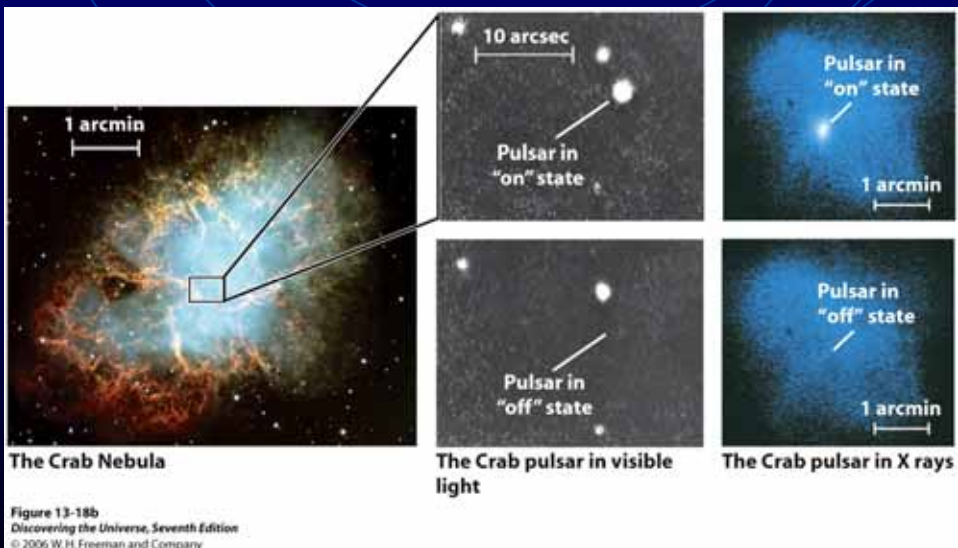 1 arcmin
The Crab Nebula
10 arcsec
Pulsar in
"on" state
Pulsar in
"off" state
The Crab pulsar in visible
light
Pulsar in
"on" state
1 arcmin
Pulsar in
"off" state
1 arcmin
The Crab pulsar in X rays
Figure 13-18b
Discovering the Universe, Seventh Edition
© 2006 W. H. Freeman and Company